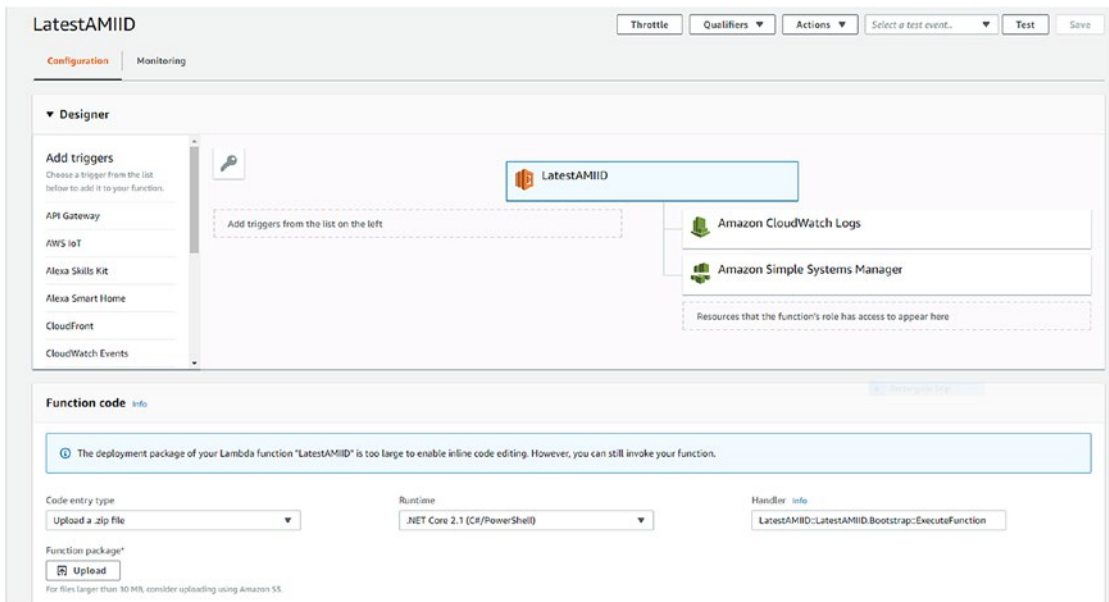 LatestAMIID
Throttle
Qualifiers
Actions
Select a test event..
Test
Save
Configuration
Monitoring
Designer
Add triggers
Choose a trigger from the list
below to add it to your function.
API Gateway
AWS IoT
Alexa Skills Kit
Alexa Smart Home
CloudFront
CloudWatch Events
Add triggers from the list on the left
LatestAMIID
Amazon CloudWatch Logs
Amazon Simple Systems Manager
Resources that the function's role has access to appear here
Function code Info
The deployment package of your Lambda function "LatestAMIID" is too large to enable inline code editing. However, you can still invoke your function.
Code entry type
Upload a .zip file
Runtime
.NET Core 2.1 (C#/PowerShell)
Handler Info
LatestAMIID::LatestAMIID.Bootstrap::ExecuteFunction
Function package*
Upload
For files larger than 10 MB, consider uploading using Amazon S3.